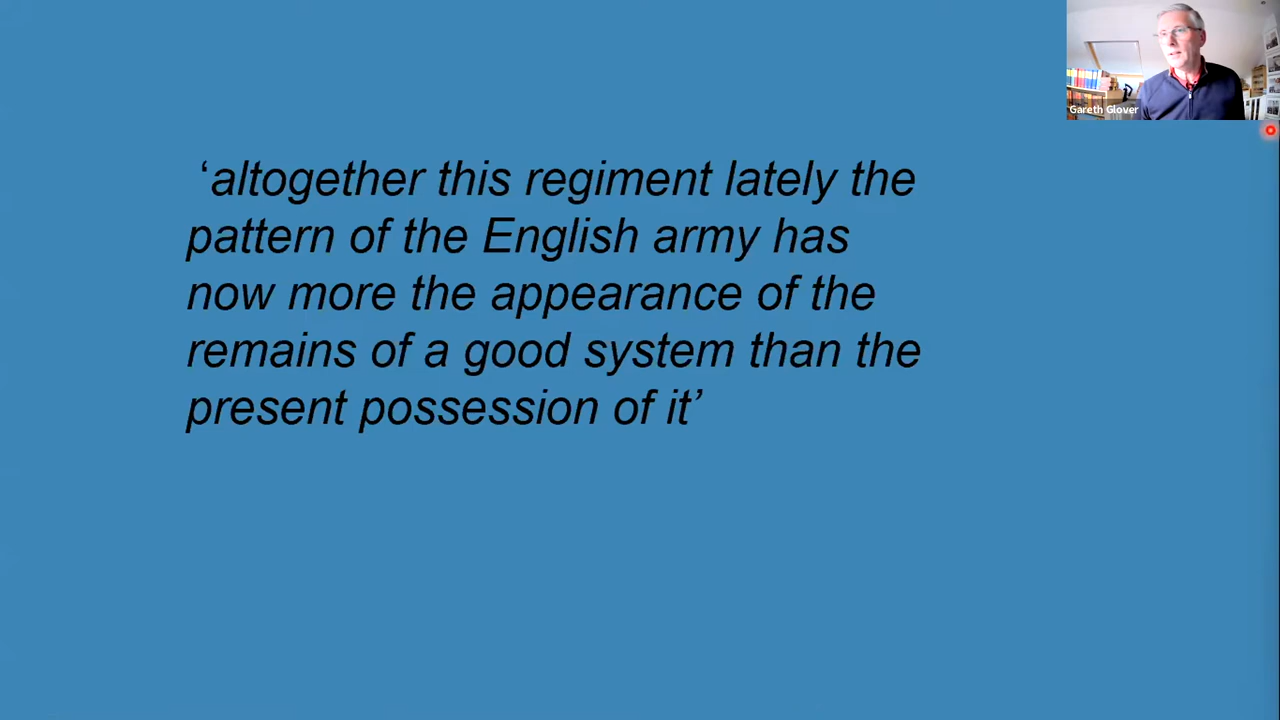 Gareth Glover
‘altogether this regiment lately the
pattern of the English army has
now more the appearance of the
remains of a good system than the
present possession of it’